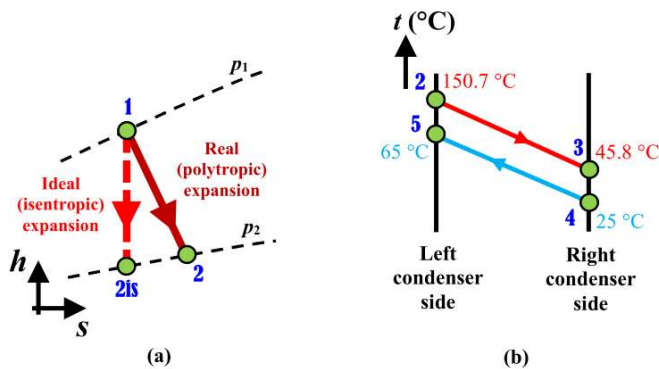 p₁
1
Ideal
(isentropic)
expansion
Real
(polytropic)
expansion
p₂
h
s
2is
2
(a)
t (°C)
2
150.7 °C
5
65 °C
3
45.8 °C
4
25 °C
Left
condenser
side
Right
condenser
side
(b)